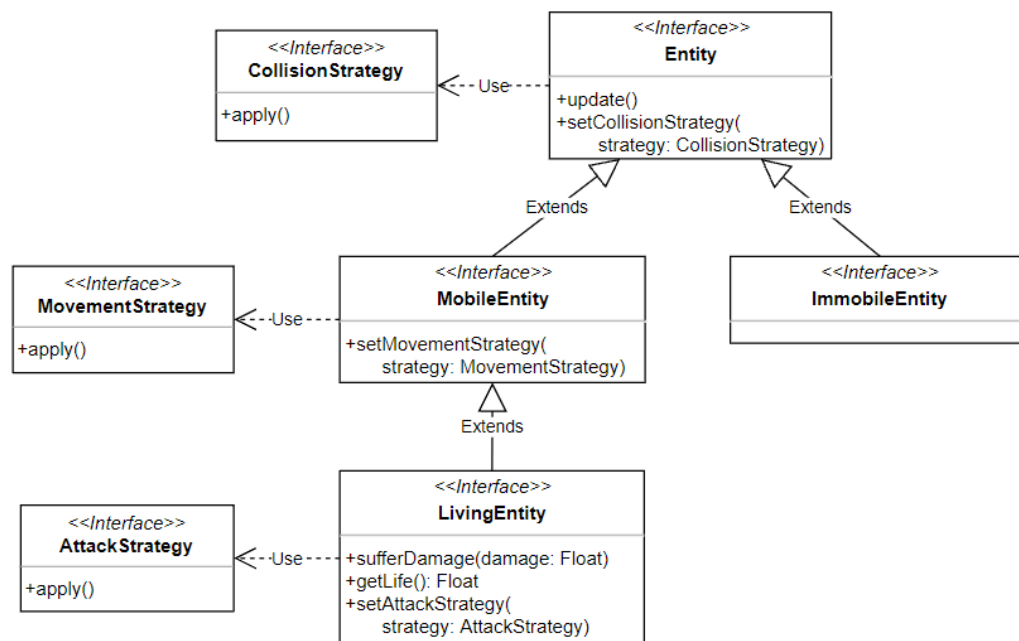 <<Interface>>
CollisionStrategy
+apply()
Use
<<Interface>>
Entity
+update()
+setCollisionStrategy(
strategy: CollisionStrategy)
Extends
Extends
<<Interface>>
MovementStrategy
+apply()
Use
<<Interface>>
MobileEntity
+setMovementStrategy(
strategy: MovementStrategy)
<<Interface>>
ImmobileEntity
Extends
<<Interface>>
AttackStrategy
+apply()
Use
<<Interface>>
LivingEntity
+sufferDamage(damage: Float)
+getLife(): Float
+setAttackStrategy(
strategy: AttackStrategy)